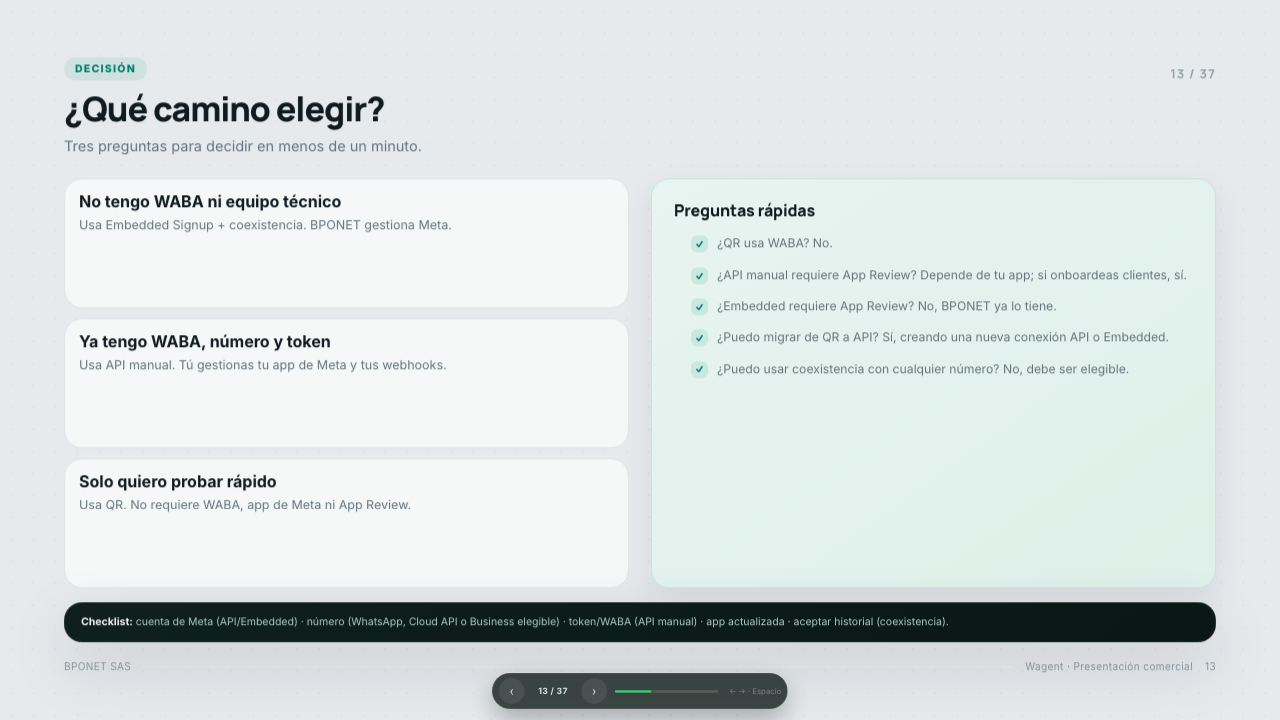 DECISIÓN
13 / 37
¿Qué camino elegir?
Tres preguntas para decidir en menos de un minuto.
No tengo WABA ni equipo técnico
Usa Embedded Signup + coexistencia. BPONET gestiona Meta.
Ya tengo WABA, número y token
Usa API manual. Tú gestionas tu app de Meta y tus webhooks.
Solo quiero probar rápido
Usa QR. No requiere WABA, app de Meta ni App Review.
Preguntas rápidas
¿QR usa WABA? No.
¿API manual requiere App Review? Depende de tu app; si onboardeas clientes, sí.
¿Embedded requiere App Review? No, BPONET ya lo tiene.
¿Puedo migrar de QR a API? Sí, creando una nueva conexión API o Embedded.
¿Puedo usar coexistencia con cualquier número? No, debe ser elegible.
Checklist: cuenta de Meta (API/Embedded) · número (WhatsApp, Cloud API o Business elegible) · token/WABA (API manual) · app actualizada · aceptar historial (coexistencia).
BPONET SAS
Wagent · Presentación comercial 13
‹ 13 / 37 › ← → · Espacio